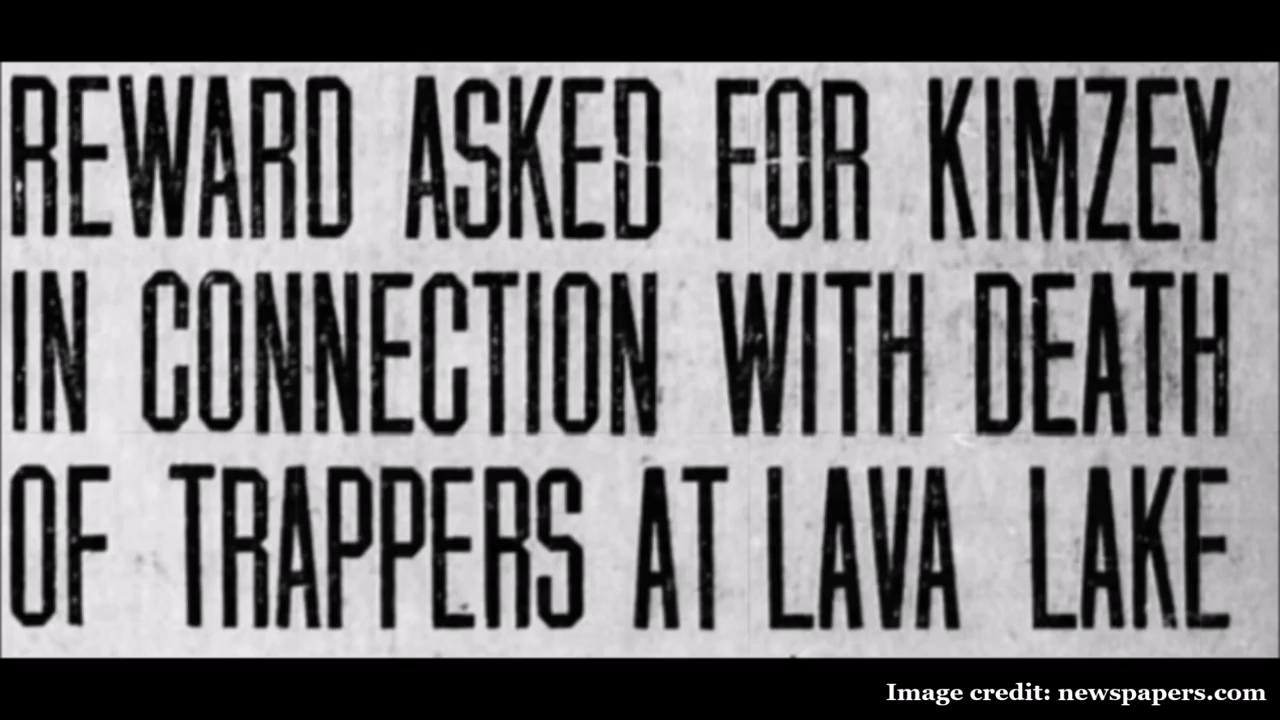 REWARD ASKED FOR KIMZEY
IN CONNECTION WITH DEATH
OF TRAPPERS AT LAVA LAKE
Image credit: newspapers.com